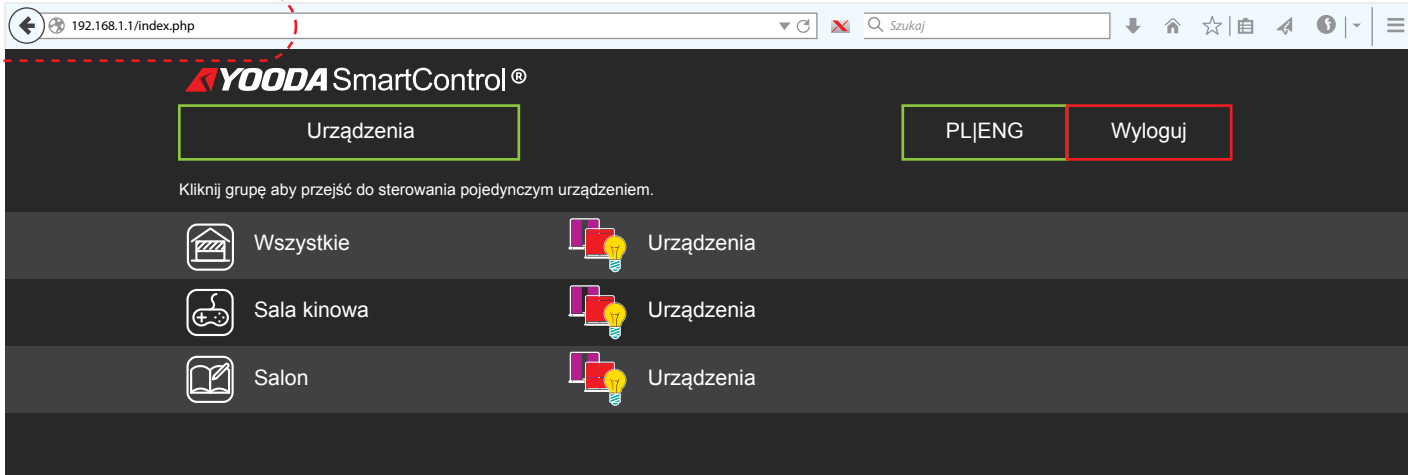 192.168.1.1/index.php
Szukaj
YOODA SmartControl ®
Urządzenia
PL|ENG
Wyloguj
Kliknij grupę aby przejść do sterowania pojedynczym urządzeniem.
Wszystkie Urządzenia
Sala kinowa Urządzenia
Salon Urządzenia